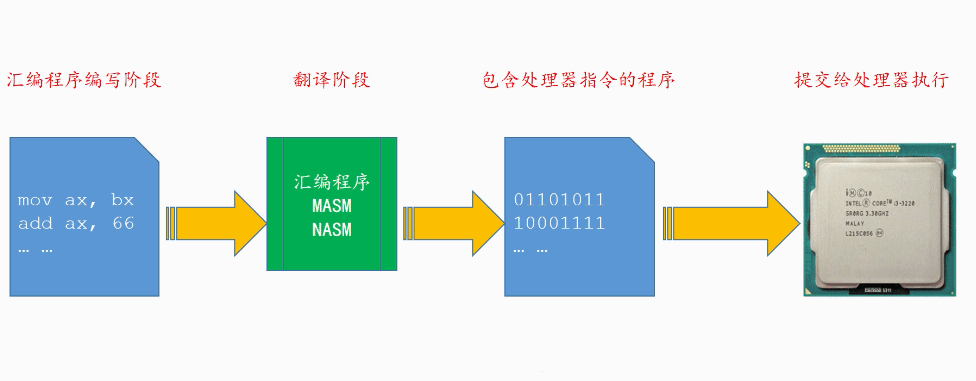 汇编程序编写阶段
翻译阶段
包含处理器指令的程序
提交给处理器执行
mov ax, bx
add ax, 66
… …
汇编程序
MASM
NASM
01101011
10001111
… …
INTEL® CORE™ i3-3220
SR0RG 3.30GHZ
MALAY
L215C056